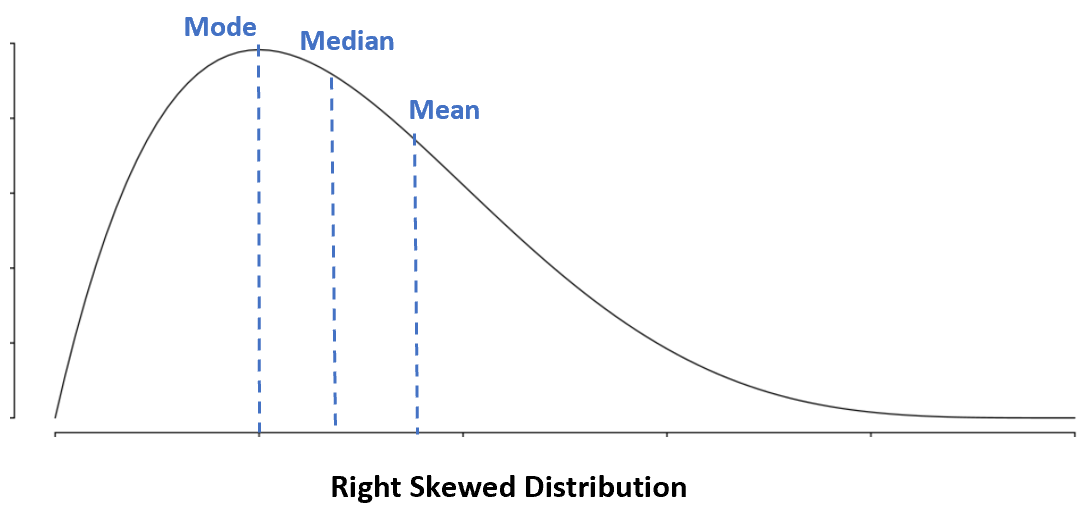 Mode
Median
Mean
Right Skewed Distribution